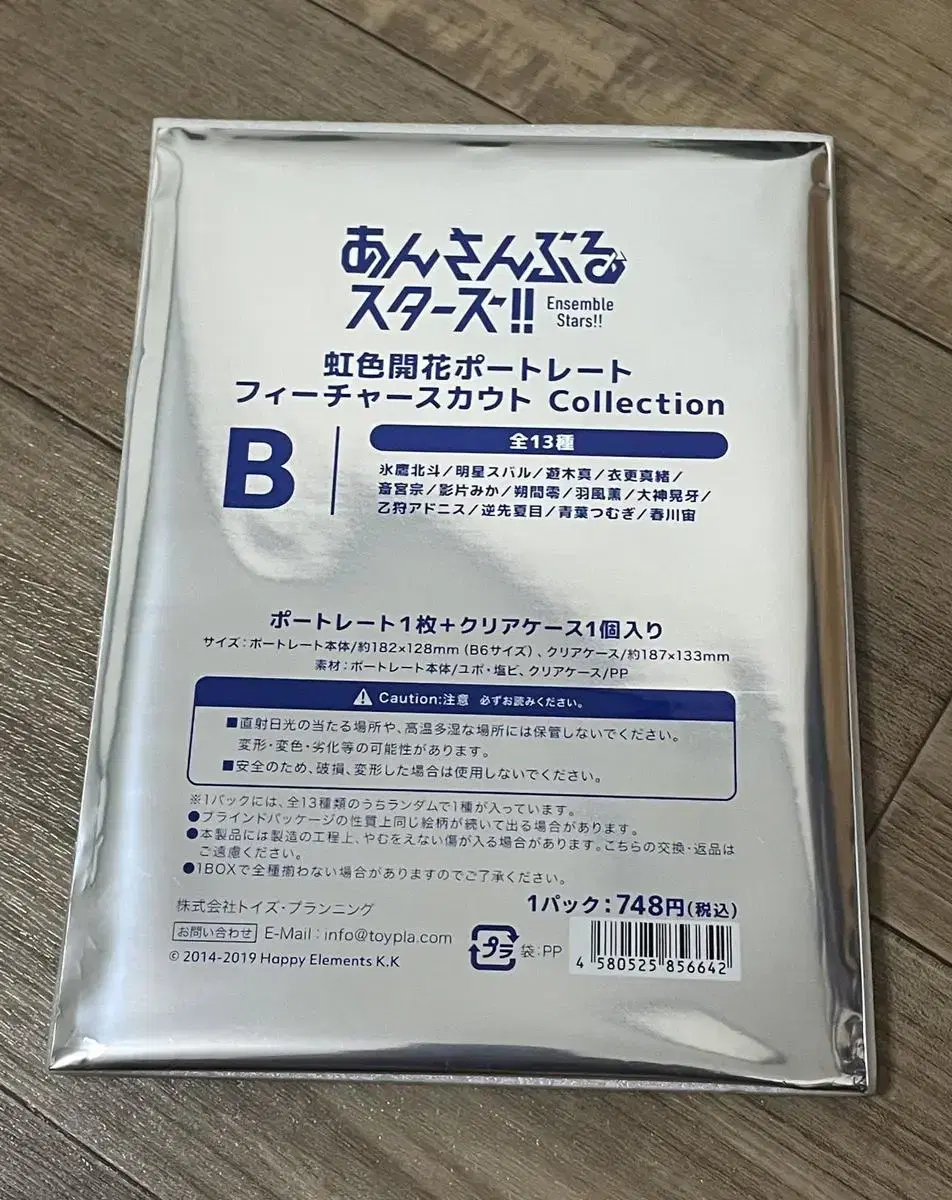 あんさんぶる
スターズ!!
Ensemble
Stars!!
虹色開花ポートレート
フィーチャースカウト Collection
B
全13種
氷鷹北斗/明星スバル/遊木真/衣更真緒/
斎宮宗/影片みか/朔間零/羽風薫/大神晃牙/
乙狩アドニス/逆先夏目/青葉つむぎ/春川宙
ポートレート1枚+クリアケース1個入り
サイズ:ポートレート本体/約182×128mm(B6サイズ)、クリアケース/約187×133mm
素材:ポートレート本体/ユポ・塩ビ、クリアケース/PP
Caution:注意 必ずお読みください。
■直射日光の当たる場所や、高温多湿な場所には保管しないでください。
変形・変色・劣化等の可能性があります。
■安全のため、破損、変形した場合は使用しないでください。
※1パックには、全13種類のうちランダムで1種が入っています。
●ブラインドパッケージの性質上同じ絵柄が続いて出る場合があります。
●本製品には製造の工程上、やむをえない傷が入る場合があります。こちらの交換・返品は
ご遠慮ください。
●1BOXで全種揃わない場合がありますのでご了承ください。
1パック:748円(税込)
株式会社トイズ・プランニング
お問い合わせ E-Mail:info@toypla.com
© 2014-2019 Happy Elements K.K
プラ 袋:PP
4 580525 856642